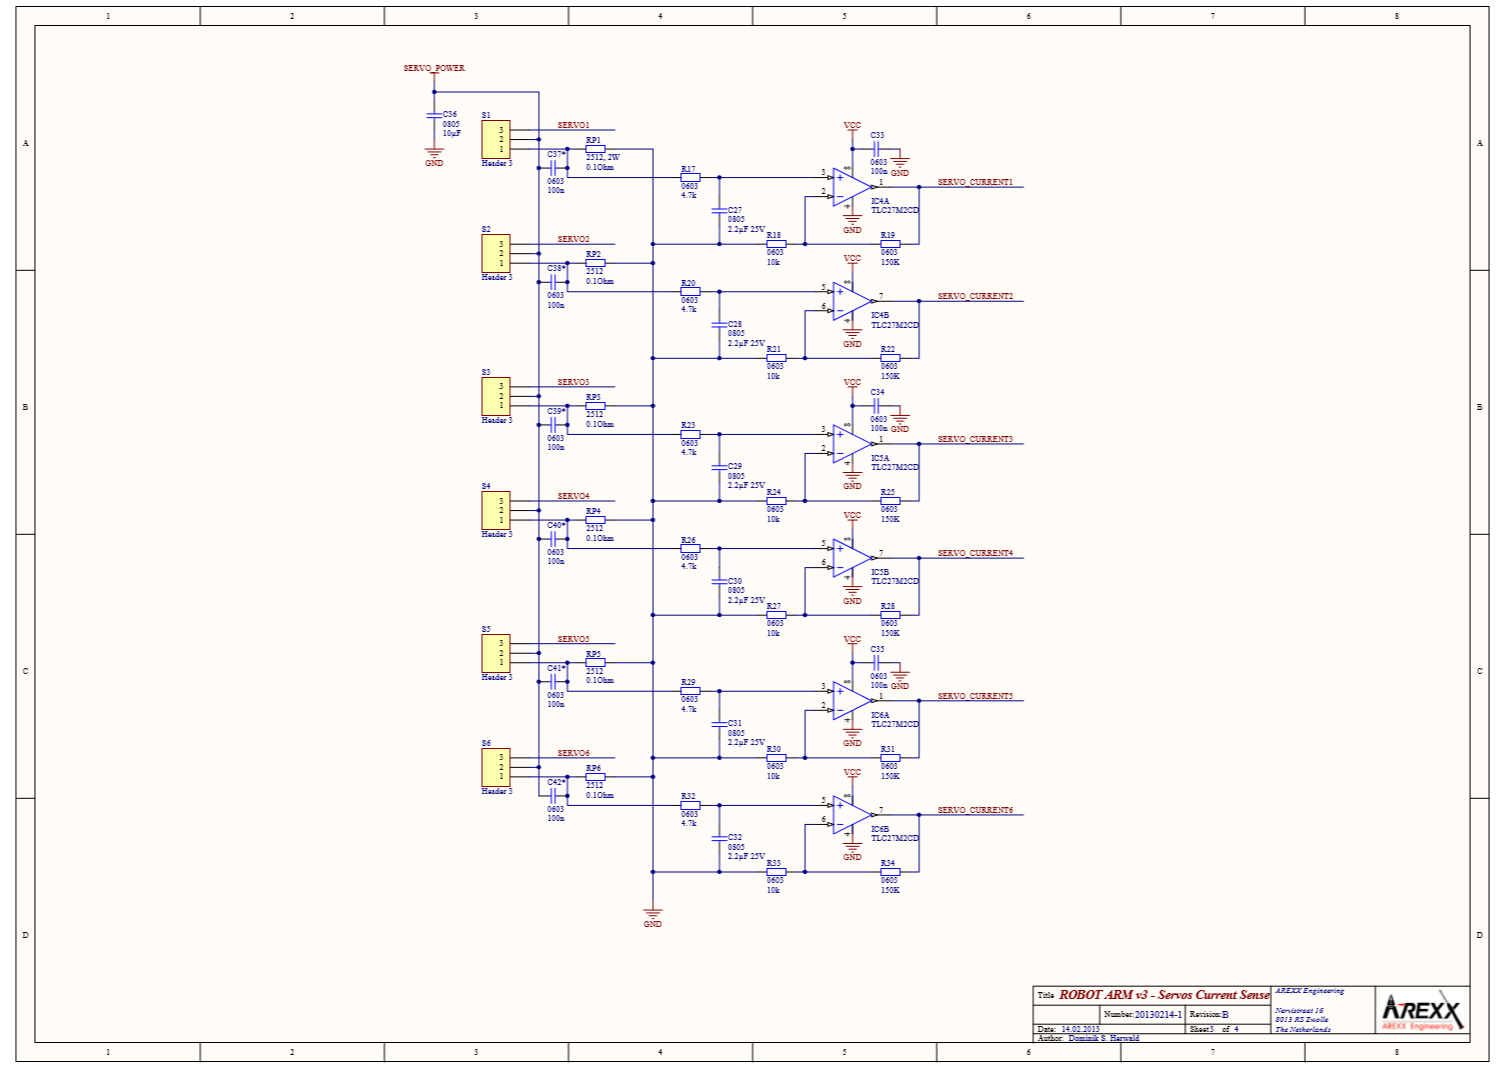 1 2 3 4 5 6 7 8
A A
B B
C C
D D
SERVO_POWER
C36
0805
10µF
GND
S1
3
2
1
Header 3
SERVO1
C37*
0603
100n
RP1
2512, 2W
0.1Ohm
R17
0603
4.7k
C27
0805
2.2µF 25V
R18
0603
10k
VCC
C33
0603
100n
GND
3
2
8
4
1
IC4A
TLC27M2CD
GND
R19
0603
150K
SERVO_CURRENT1
S2
3
2
1
Header 3
SERVO2
C38*
0603
100n
RP2
2512
0.1Ohm
R20
0603
4.7k
C28
0805
2.2µF 25V
R21
0603
10k
VCC
5
6
8
4
7
IC4B
TLC27M2CD
GND
R22
0603
150K
SERVO_CURRENT2
S3
3
2
1
Header 3
SERVO3
C39*
0603
100n
RP3
2512
0.1Ohm
R23
0603
4.7k
C29
0805
2.2µF 25V
R24
0603
10k
VCC
C34
0603
100n
GND
3
2
8
4
1
IC5A
TLC27M2CD
GND
R25
0603
150K
SERVO_CURRENT3
S4
3
2
1
Header 3
SERVO4
C40*
0603
100n
RP4
2512
0.1Ohm
R26
0603
4.7k
C30
0805
2.2µF 25V
R27
0603
10k
VCC
5
6
8
4
7
IC5B
TLC27M2CD
GND
R28
0603
150K
SERVO_CURRENT4
S5
3
2
1
Header 3
SERVO5
C41*
0603
100n
RP5
2512
0.1Ohm
R29
0603
4.7k
C31
0805
2.2µF 25V
R30
0603
10k
VCC
C35
0603
100n
GND
3
2
8
4
1
IC6A
TLC27M2CD
GND
R31
0603
150K
SERVO_CURRENT5
S6
3
2
1
Header 3
SERVO6
C42*
0603
100n
RP6
2512
0.1Ohm
R32
0603
4.7k
C32
0805
2.2µF 25V
R33
0603
10k
VCC
5
6
8
4
7
IC6B
TLC27M2CD
GND
R34
0603
150K
SERVO_CURRENT6
GND
Title ROBOT ARM v3 - Servos Current Sense
Number:20130214-1 Revision:B
Date: 14.02.2013 Sheet3 of 4
Author: Dominik S. Herwald
AREXX Engineering
Nervistraat 16
8013 RS Zwolle
The Netherlands
AREXX
AREXX Engineering
1 2 3 4 5 6 7 8